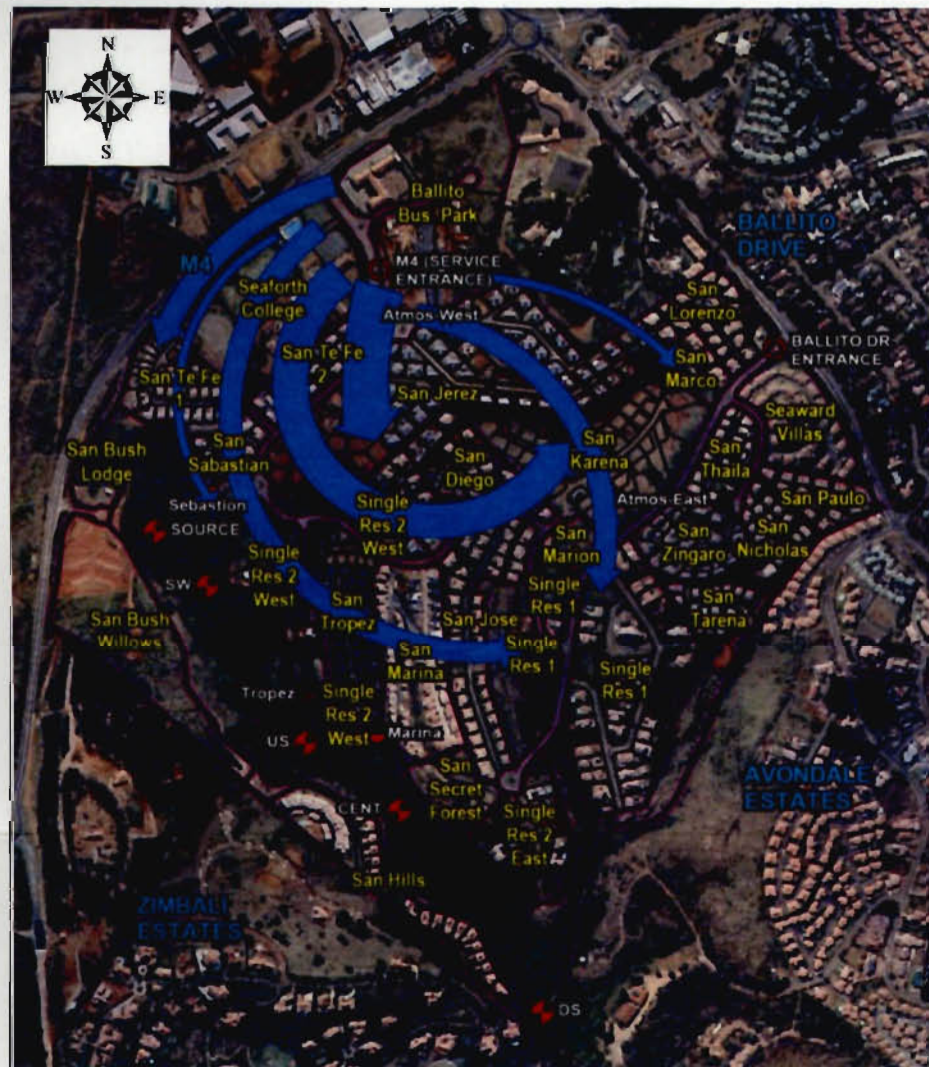 N
W E
S
Ballito
Bus Park
BALLITO
DRIVE
M4
M4 (SERVICE
ENTRANCE)
Seaforth
College
Atmos-West
San
Lorenzo
BALLITO DR
ENTRANCE
San Te Fe
2
San
Marco
San Te Fe
1
San Jerez
Seaward
Villas
San Bush
Lodge
San
Sabastian
San
Diego
San
Karena
San
Thaila
Sebastion
Single
Res 2
West
Atmos-East
San Paulo
SOURCE
San
Marion
San
Zingaro
San
Nicholas
Single
Res 2
West
SW
Single
Res 1
San
Tarena
San Bush
Willows
San
Tropez
San Jose
Single
Res 1
San
Marina
Single
Res 1
Tropez
Single
Res 2
West
US
Marina
San
Secret
Forest
AVONDALE
ESTATES
CENT
Single
Res 2
East
San Hills
ZIMBALI
ESTATES
DS